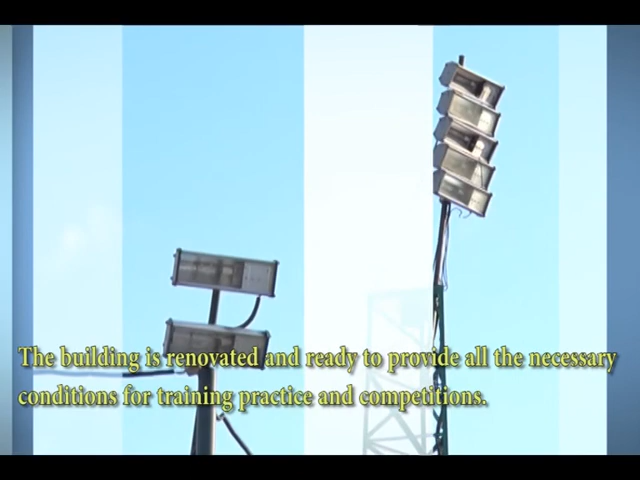 The building is renovated and ready to provide all the necessary
conditions for training practice and competitions.